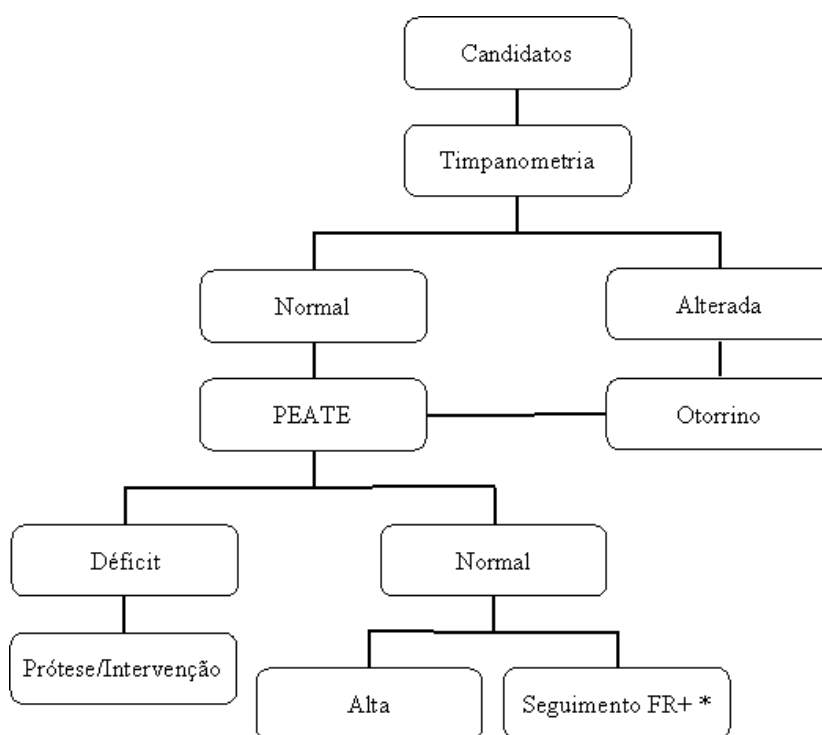 Candidatos
Timpanometria
Normal
Alterada
PEATE
Otorrino
Déficit
Normal
Prótese/Intervenção
Alta
Seguimento FR+ *